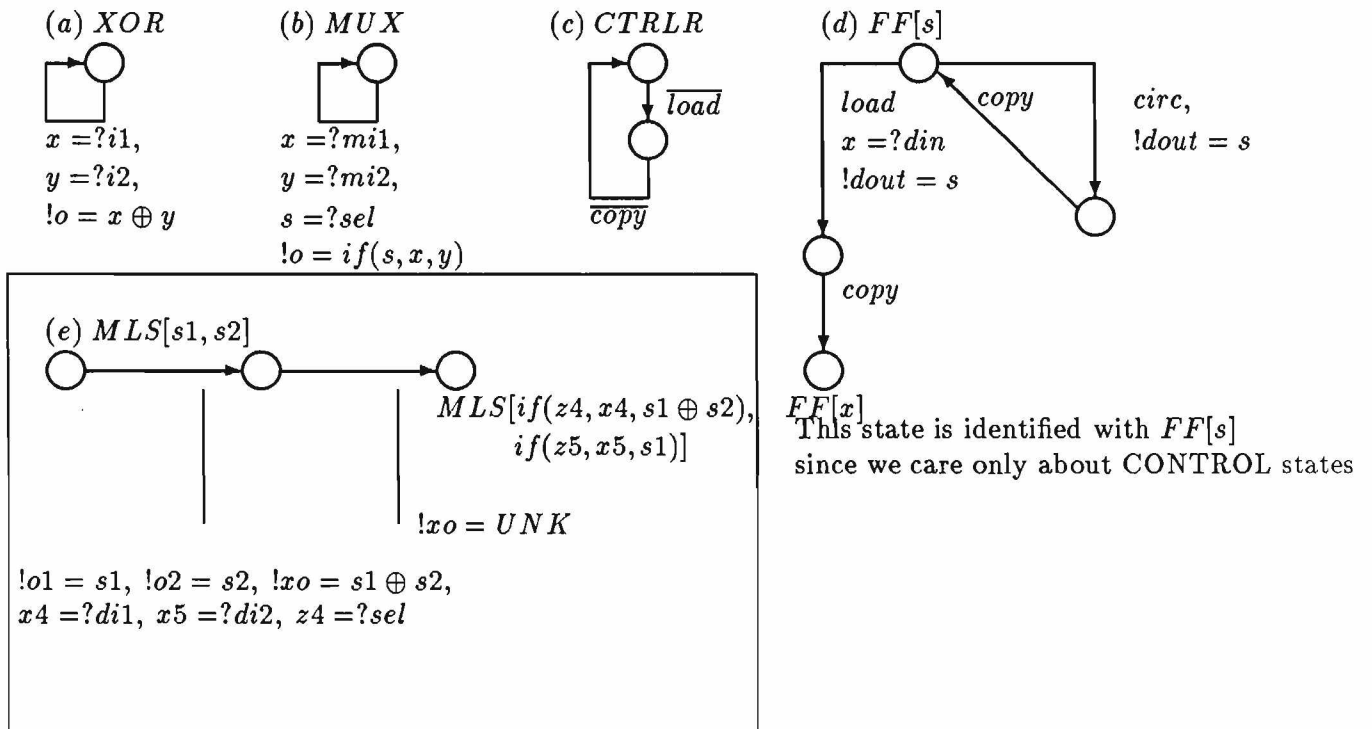 (a) XOR
x =?i1,
y =?i2,
!o = x ⊕ y
(b) MUX
x =?mi1,
y =?mi2,
s =?sel
!o = if(s, x, y)
(c) CTRLR
\overline{load}
\overline{copy}
(d) FF[s]
load
x =?din
!dout = s
copy
circ,
!dout = s
copy
FF[x]
This state is identified with FF[s]
since we care only about CONTROL states
(e) MLS[s1, s2]
MLS[if(z4, x4, s1 ⊕ s2),
if(z5, x5, s1)]
!xo = UNK
!o1 = s1, !o2 = s2, !xo = s1 ⊕ s2,
x4 =?di1, x5 =?di2, z4 =?sel